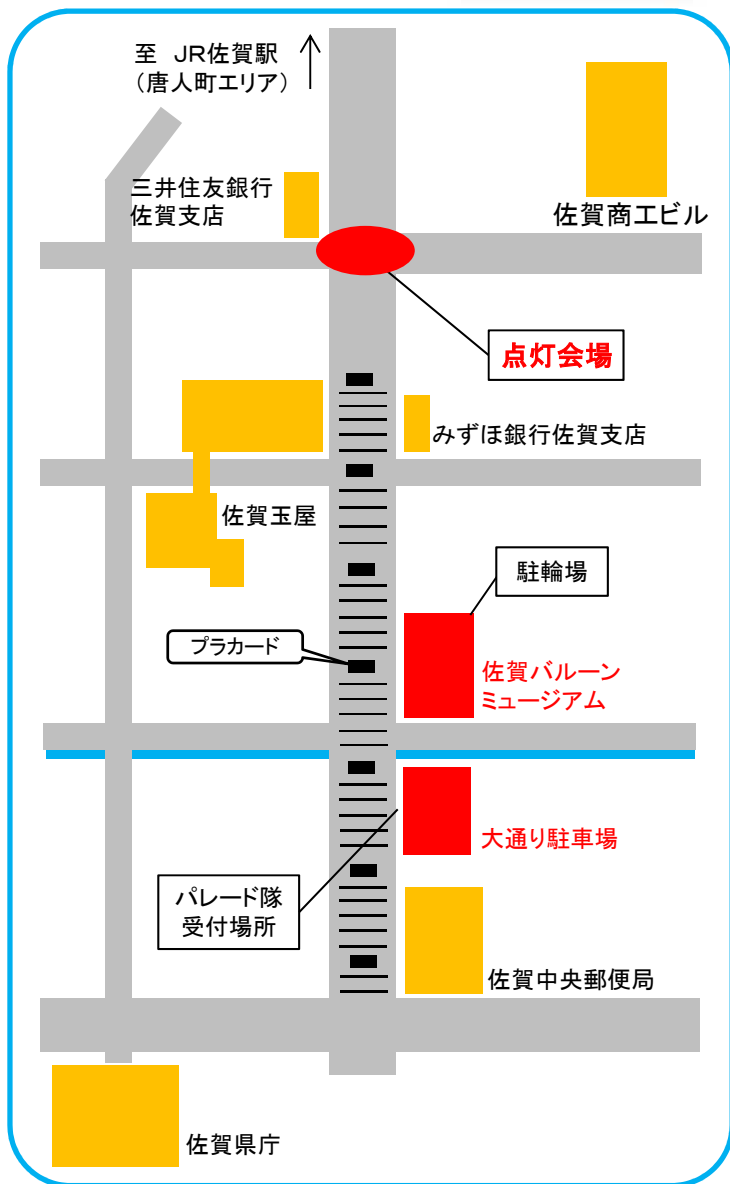 至 JR佐賀駅
（唐人町エリア）
三井住友銀行
佐賀支店
佐賀商工ビル
点灯会場
みずほ銀行佐賀支店
佐賀玉屋
駐輪場
プラカード
佐賀バルーン
ミュージアム
大通り駐車場
パレード隊
受付場所
佐賀中央郵便局
佐賀県庁